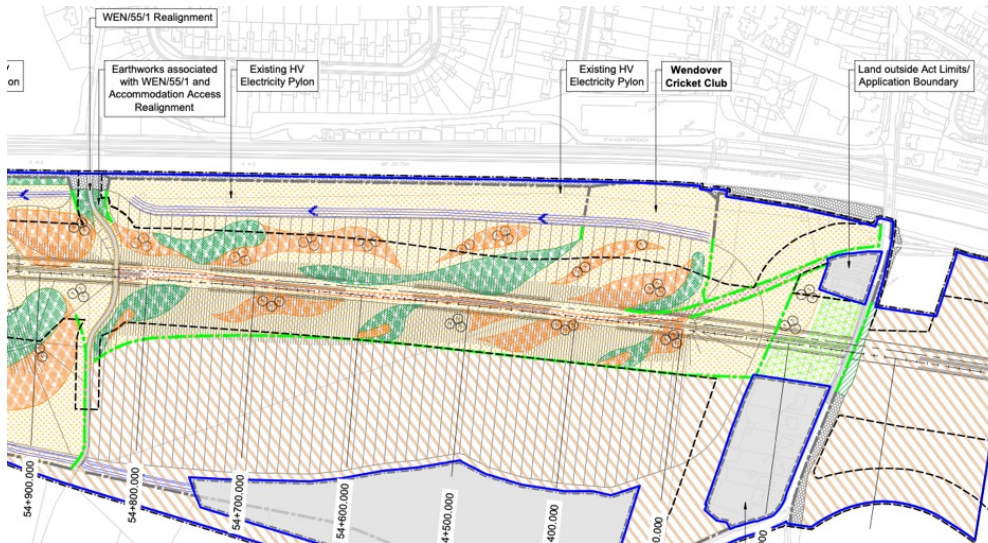 WEN/55/1 Realignment
Earthworks associated
with WEN/55/1 and
Accommodation Access
Realignment
Existing HV
Electricity Pylon
Existing HV
Electricity Pylon
Wendover
Cricket Club
Land outside Act Limits/
Application Boundary
on
54+900.000
54+800.000
54+700.000
54+600.000
4+500.000
400.000
0.000
00